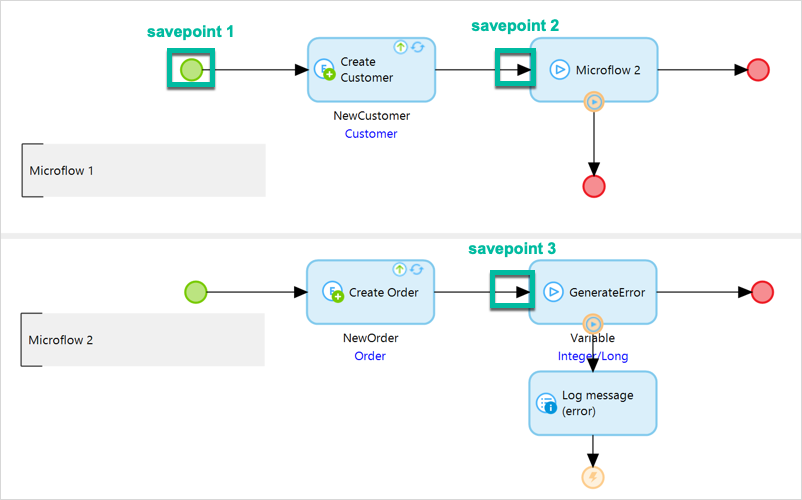 savepoint 1
savepoint 2
Create
Customer
Microflow 2
NewCustomer
Customer
Microflow 1
savepoint 3
Create Order
GenerateError
NewOrder
Order
Variable
Integer/Long
Microflow 2
Log message
(error)